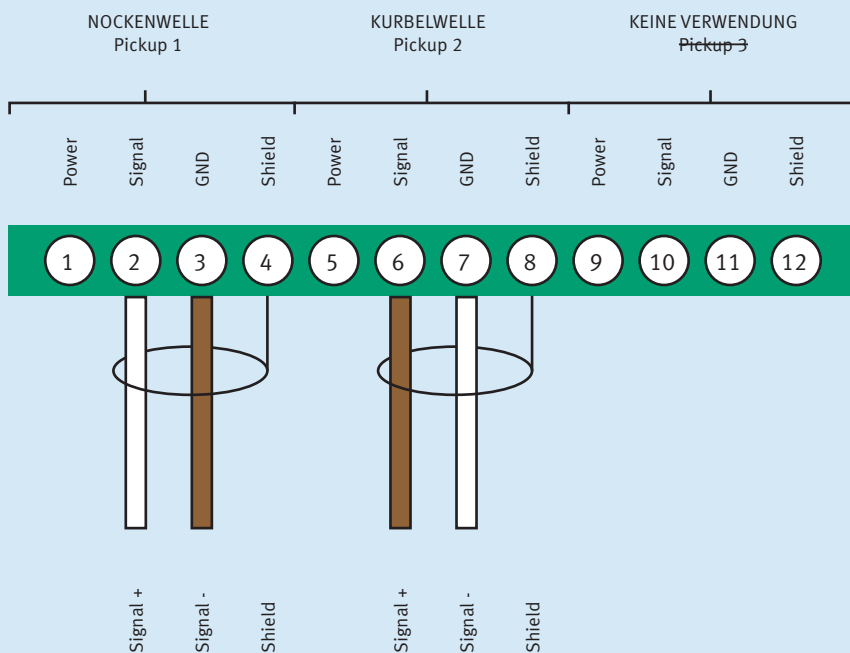 NOCKENWELLE
Pickup 1
KURBELWELLE
Pickup 2
KEINE VERWENDUNG
Pickup 3
Power Signal GND Shield Power Signal GND Shield Power Signal GND Shield
1 2 3 4 5 6 7 8 9 10 11 12
Signal + Signal - Shield Signal + Signal - Shield